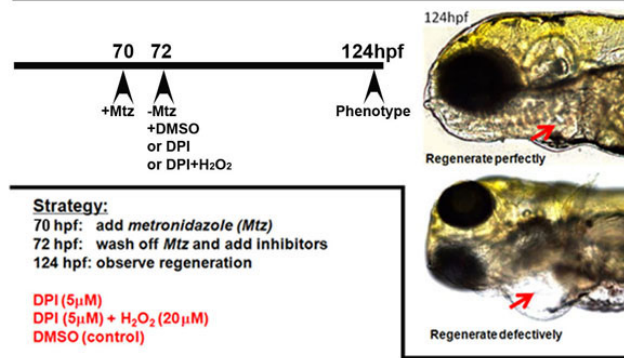 70 72 124hpf
+Mtz -Mtz Phenotype
+DMSO
or DPI
or DPI+H₂O₂
Strategy:
70 hpf: add metronidazole (Mtz)
72 hpf: wash off Mtz and add inhibitors
124 hpf: observe regeneration
DPI (5µM)
DPI (5µM) + H₂O₂ (20µM)
DMSO (control)
124hpf
Regenerate perfectly
Regenerate defectively